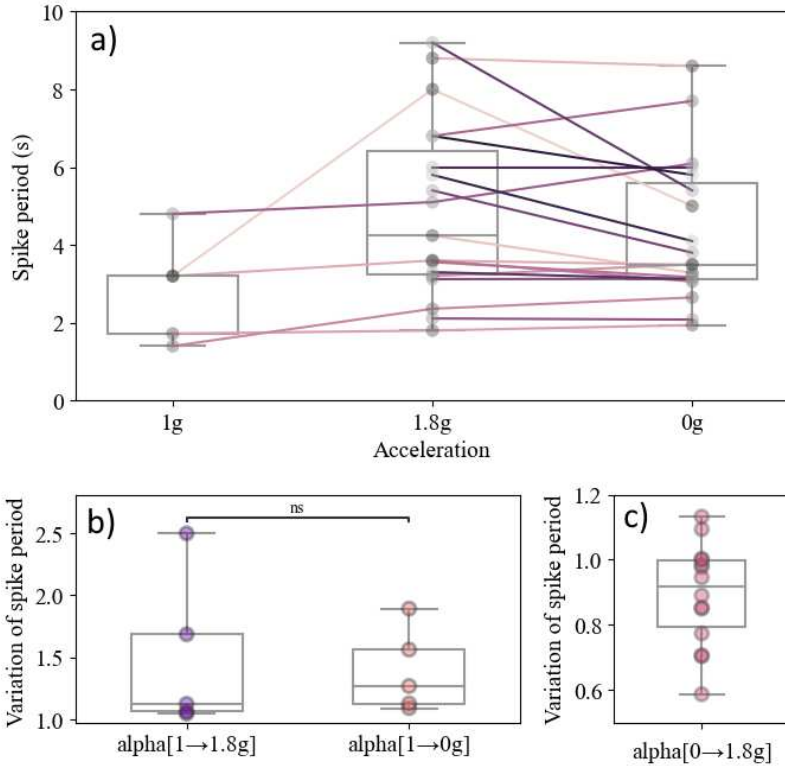 a)
Spike period (s)
10
8
6
4
2
0
1g
1.8g
0g
Acceleration
b)
Variation of spike period
2.5
2.0
1.5
1.0
ns
alpha[1→1.8g]
alpha[1→0g]
c)
Variation of spike period
1.2
1.0
0.8
0.6
alpha[0→1.8g]